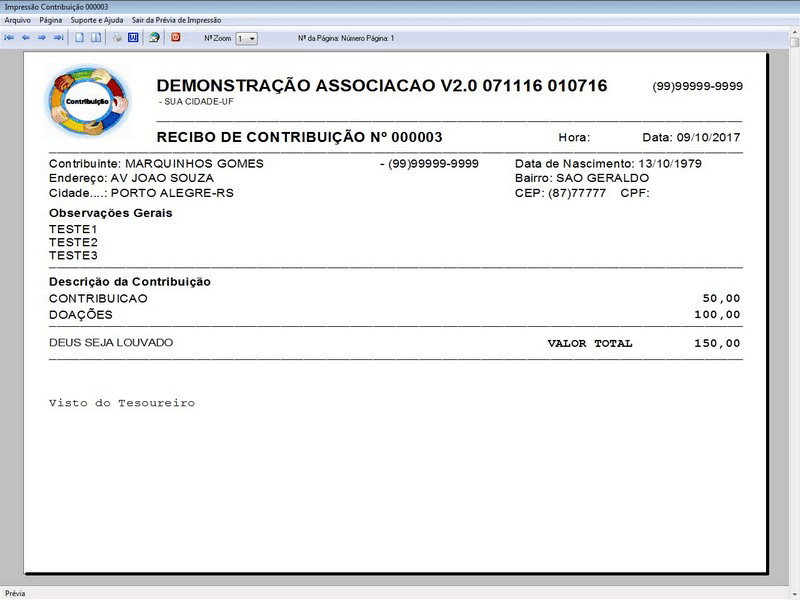 Impressão Contribuição 000003
Arquivo Página Suporte e Ajuda Sair da Prévia de Impressão
Nº Zoom 1 Nº da Página: Número Página: 1
Contribuição
DEMONSTRAÇÃO ASSOCIACAO V2.0 071116 010716 (99)99999-9999
- SUA CIDADE-UF
RECIBO DE CONTRIBUIÇÃO Nº 000003 Hora: Data: 09/10/2017
Contribuinte: MARQUINHOS GOMES - (99)99999-9999 Data de Nascimento: 13/10/1979
Endereço: AV JOAO SOUZA Bairro: SAO GERALDO
Cidade....: PORTO ALEGRE-RS CEP: (87)77777 CPF:
Observações Gerais
TESTE1
TESTE2
TESTE3
Descrição da Contribuição
CONTRIBUICAO 50,00
DOAÇÕES 100,00
DEUS SEJA LOUVADO VALOR TOTAL 150,00
Visto do Tesoureiro
Prévia